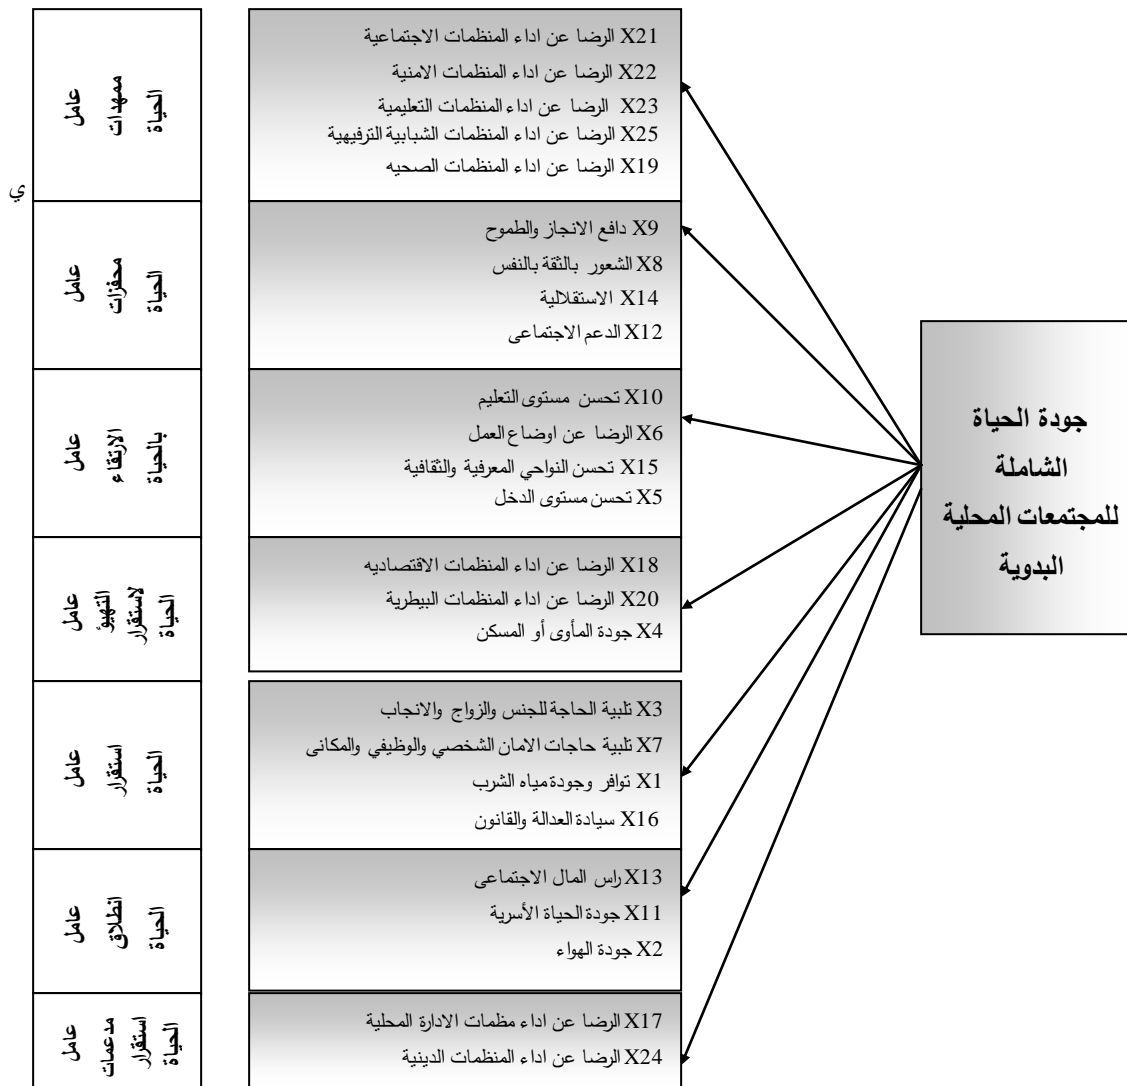 جودة الحياة
الشاملة
للمجتمعات المحلية
البدوية
X21 الرضا عن اداء المنظمات الاجتماعية
X22 الرضا عن اداء المنظمات الامنية
X23 الرضا عن اداء المنظمات التعليمية
X25 الرضا عن اداء المنظمات الشبابية الترفيهية
X19 الرضا عن اداء المنظمات الصحيه
عامل
ممهدات
الحياة
ي
X9 دافع الانجاز والطموح
X8 الشعور بالثقة بالنفس
X14 الاستقلالية
X12 الدعم الاجتماعى
عامل
محفزات
الحياة
X10 تحسن مستوى التعليم
X6 الرضا عن اوضاع العمل
X15 تحسن النواحي المعرفية والثقافية
X5 تحسن مستوى الدخل
عامل
الارتقاء
بالحياة
X18 الرضا عن اداء المنظمات الاقتصاديه
X20 الرضا عن اداء المنظمات البيطرية
X4 جودة المأوى أو المسكن
عامل
التهيؤ
لاستقرار
الحياة
X3 تلبية الحاجة للجنس والزواج والانجاب
X7 تلبية حاجات الامان الشخصي والوظيفي والمكانى
X1 توافر وجودة مياه الشرب
X16 سيادة العدالة والقانون
عامل
استقرار
الحياة
X13 راس المال الاجتماعى
X11 جودة الحياة الأسرية
X2 جودة الهواء
عامل
انطلاق
الحياة
X17 الرضا عن اداء مظمات الادارة المحلية
X24 الرضا عن اداء المنظمات الدينية
عامل
مدعمات
استقرار
الحياة